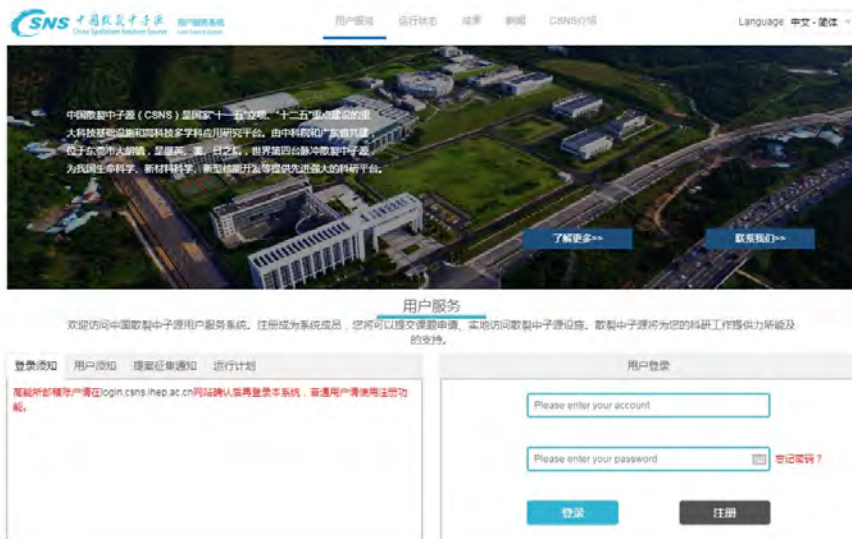 CSNS 中国散裂中子源 用户服务系统
China Spallation Neutron Source User Service System
用户服务 运行状态 成果 新闻 CSNS介绍
Language 中文 - 简体
中国散裂中子源（CSNS）是国家“十一五”立项、“十二五”重点建设的重
大科技基础设施和高科技多学科应用研究平台。由中科院和广东省共建
位于东莞市大朗镇，是继英、美、日之后，世界第四台脉冲散裂中子源
为我国生命科学、新材料科学、新型核能开发等提供先进强大的科研平台。
了解更多>>
联系我们>>
用户服务
欢迎访问中国散裂中子源用户服务系统。注册成为系统成员，您将可以提交课题申请、实地访问散裂中子源设施。散裂中子源将为您的科研工作提供力所能及
的支持。
登录须知 用户须知 提案征集通知 运行计划
高能所邮箱账户请在login.csns.ihep.ac.cn网站确认后再登录本系统，普通用户请使用注册功
能。
用户登录
Please enter your account
Please enter your password
忘记密码？
登录
注册